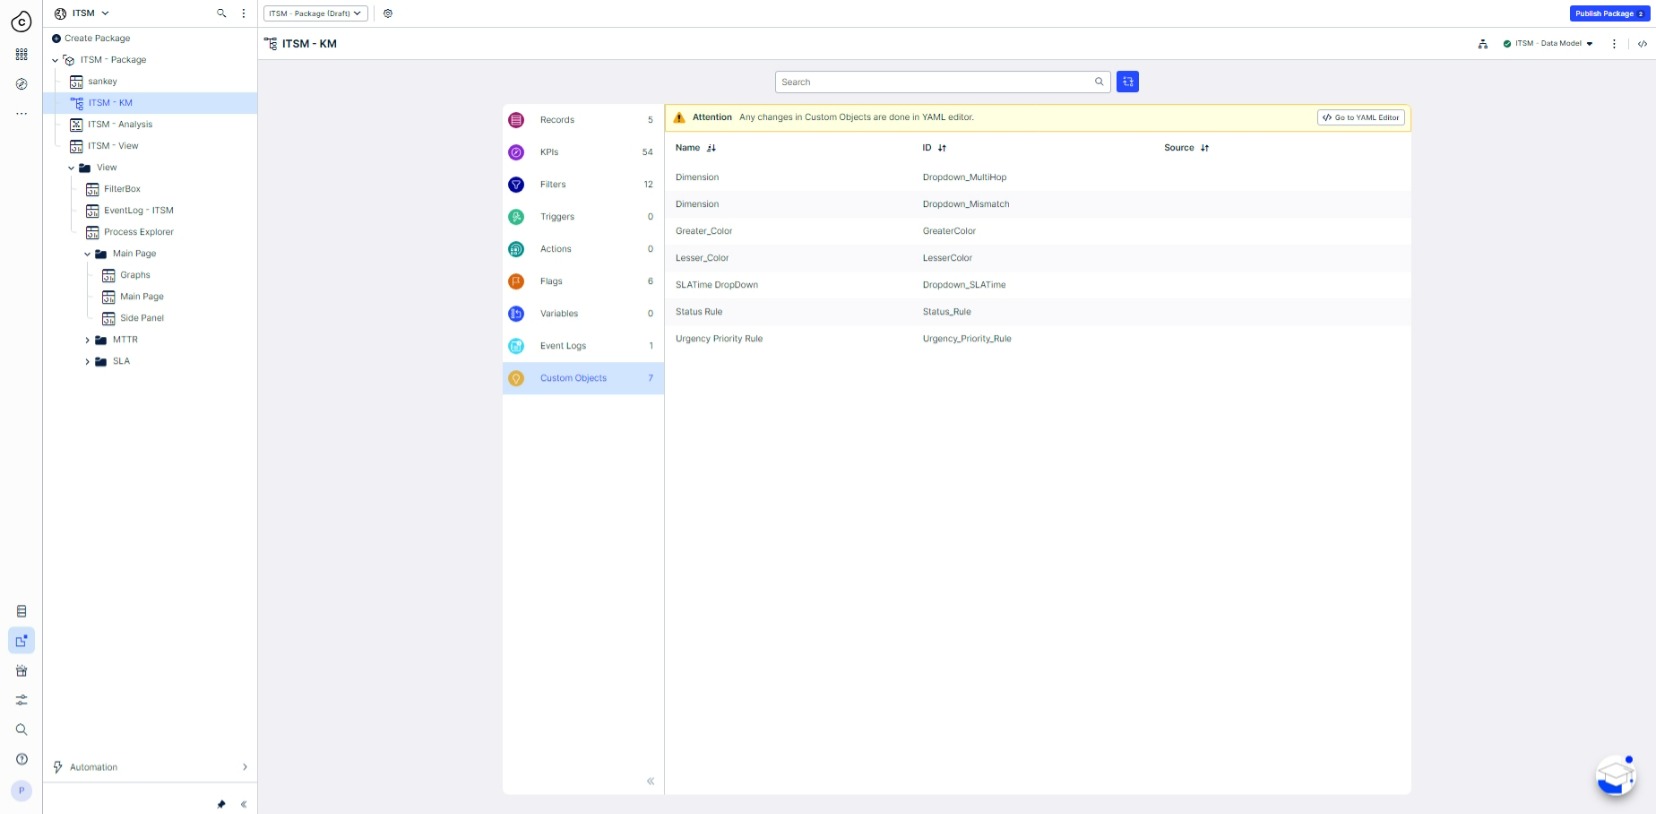 ITSM
ITSM - Package (Draft)
Publish Package 2
Create Package
ITSM - Package
sankey
ITSM - KM
ITSM - Analysis
ITSM - View
View
FilterBox
EventLog - ITSM
Process Explorer
Main Page
Graphs
Main Page
Side Panel
MTTR
SLA
Automation
P
ITSM - KM
ITSM - Data Model
Search
Records 5
KPIs 54
Filters 12
Triggers 0
Actions 0
Flags 6
Variables 0
Event Logs 1
Custom Objects 7
Attention Any changes in Custom Objects are done in YAML editor.
Go to YAML Editor
Name ID Source
Dimension Dropdown_MultiHop
Dimension Dropdown_Mismatch
Greater_Color GreaterColor
Lesser_Color LesserColor
SLATime DropDown Dropdown_SLATime
Status Rule Status_Rule
Urgency Priority Rule Urgency_Priority_Rule